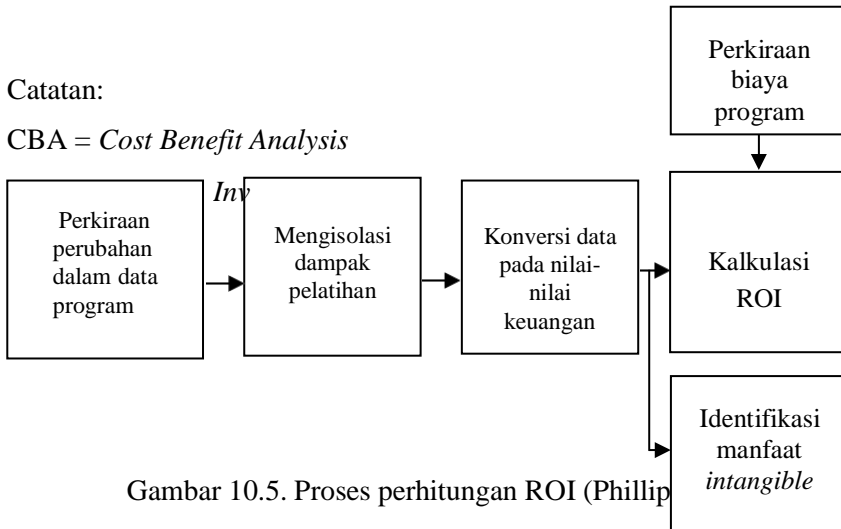 Perkiraan
biaya
program
Catatan:
CBA = Cost Benefit Analysis
Inv
Perkiraan
perubahan
dalam data
program
Mengisolasi
dampak
pelatihan
Konversi data
pada nilai-
nilai
keuangan
Kalkulasi
ROI
Identifikasi
manfaat
intangible
Gambar 10.5. Proses perhitungan ROI (Phillip